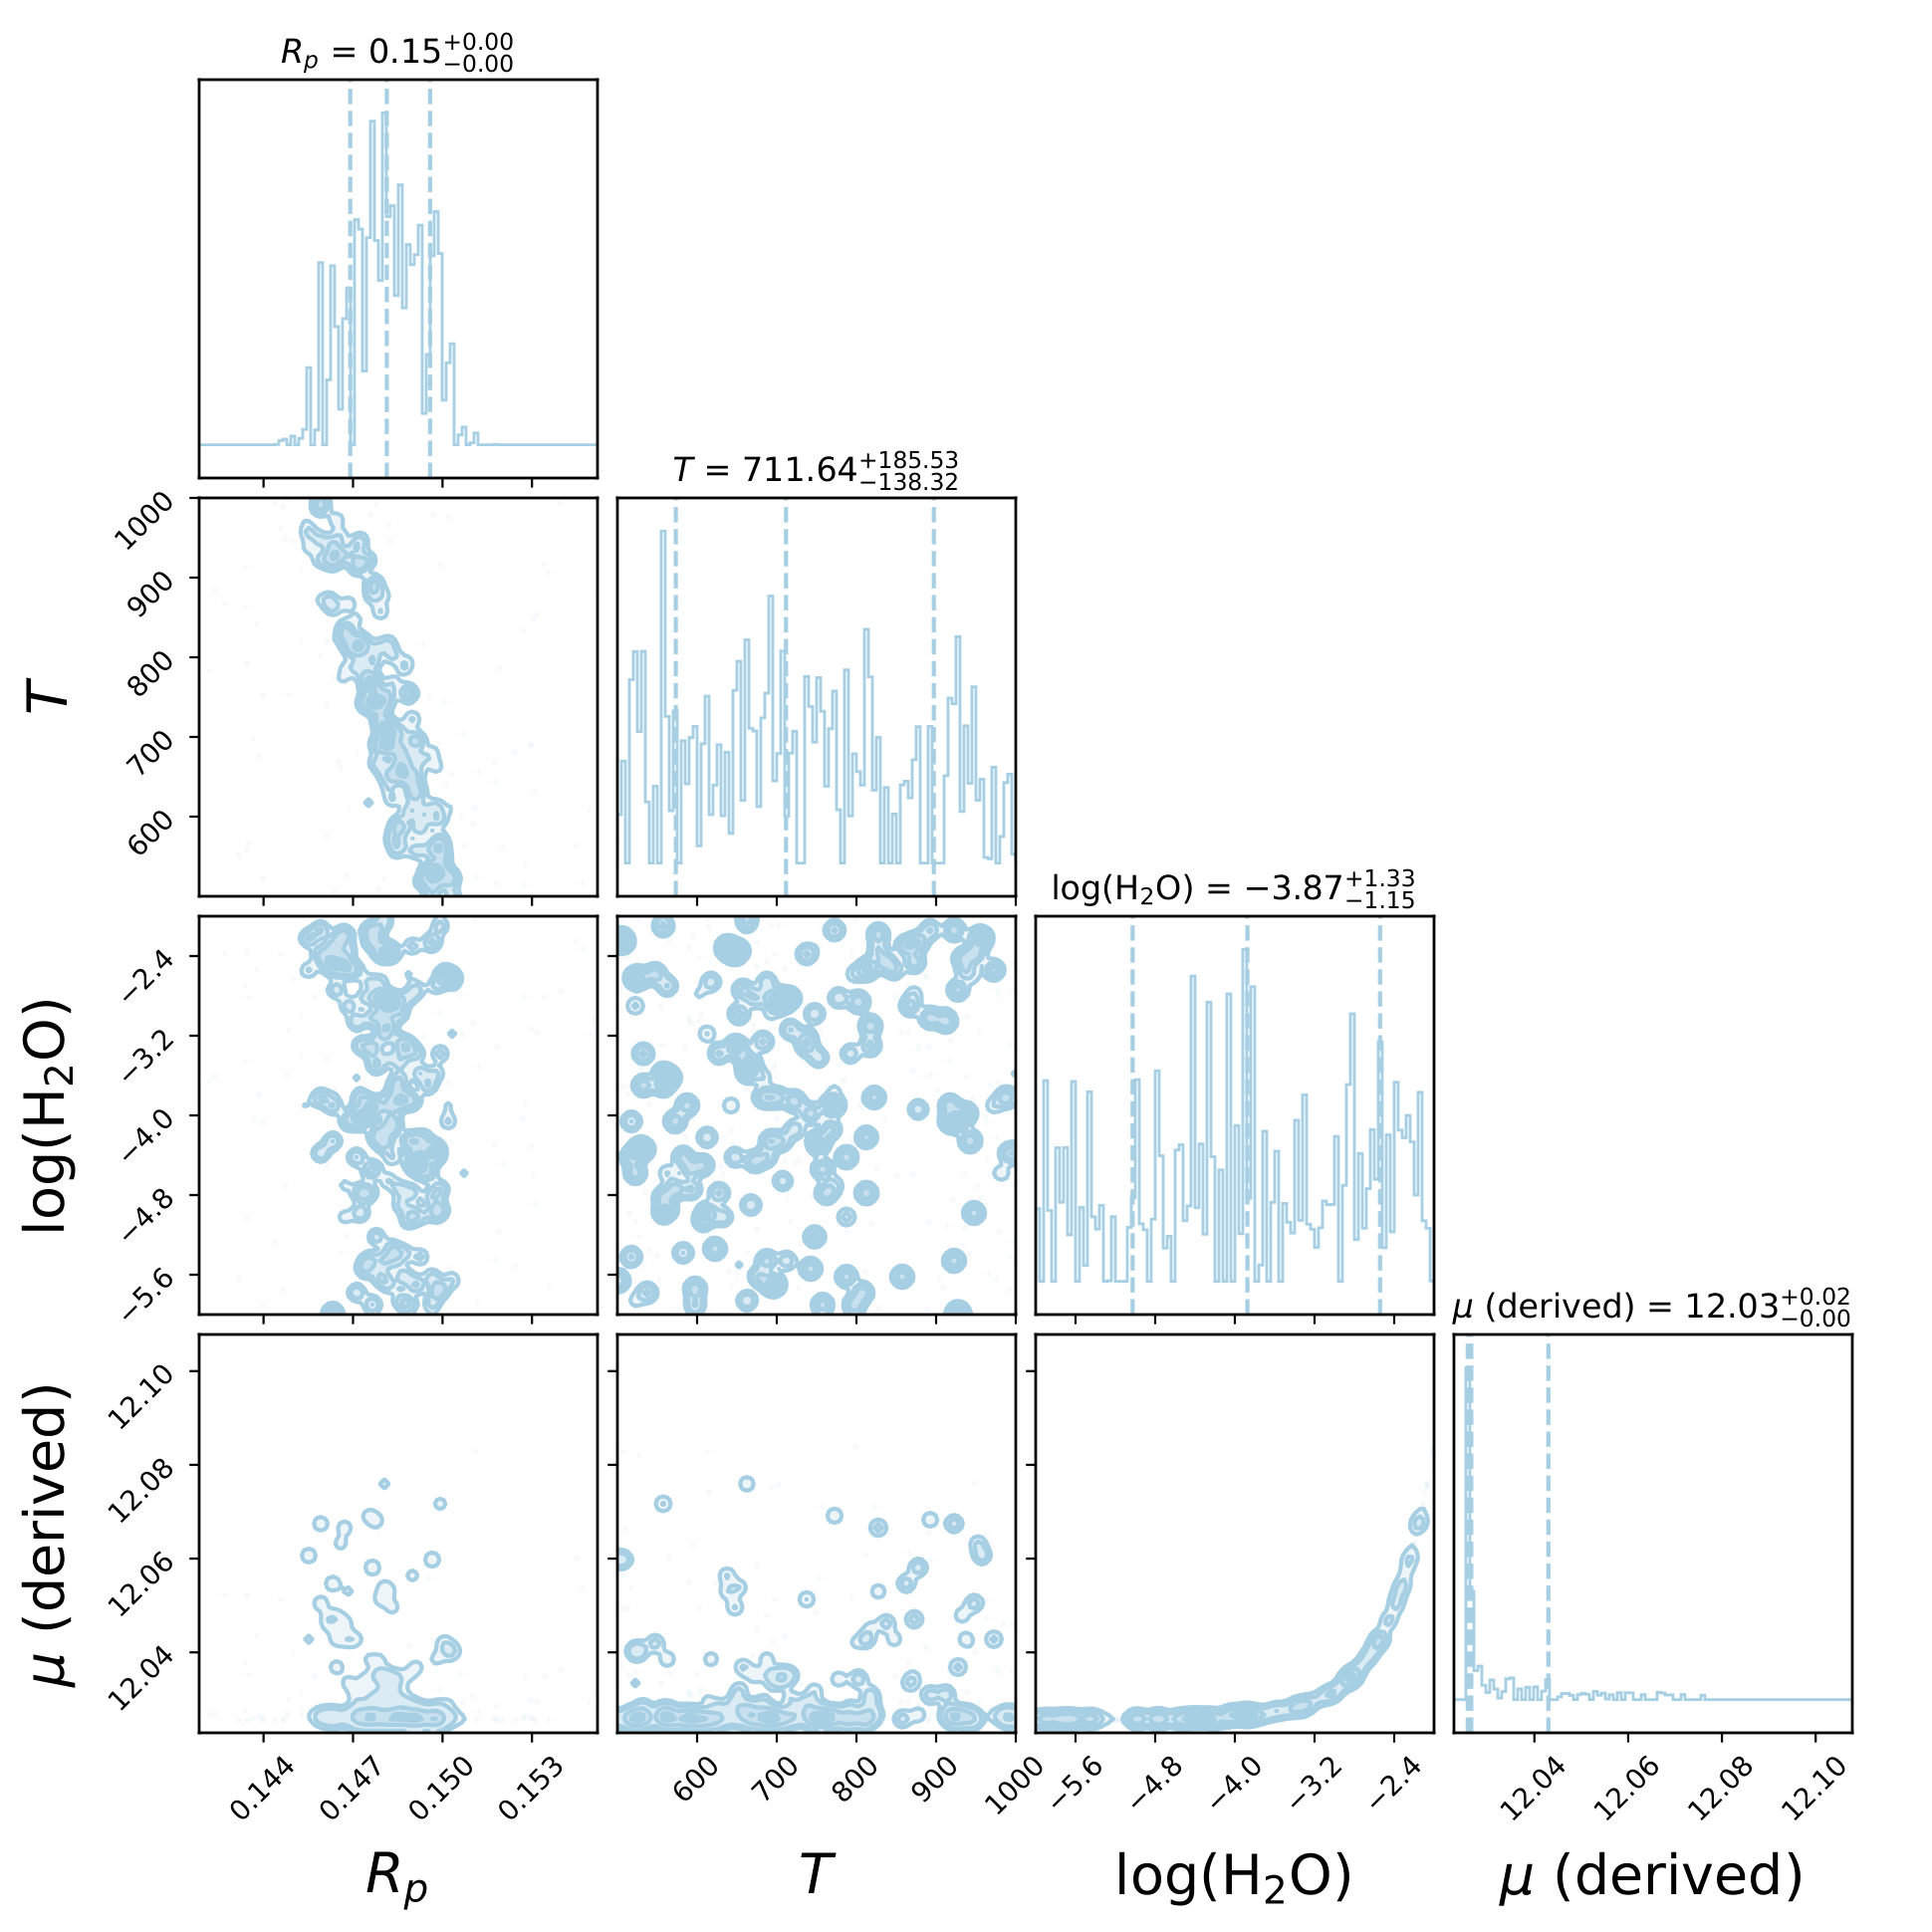 R_p = 0.15^{+0.00}_{−0.00}
T = 711.64^{+185.53}_{−138.32}
1000
900
800
700
600
T
log(H₂O) = −3.87^{+1.33}_{−1.15}
−2.4
−3.2
−4.0
−4.8
−5.6
log(H₂O)
μ (derived) = 12.03^{+0.02}_{−0.00}
12.10
12.08
12.06
12.04
μ (derived)
0.144 0.147 0.150 0.153 600 700 800 900 1000 −5.6 −4.8 −4.0 −3.2 −2.4 12.04 12.06 12.08 12.10
R_p T log(H₂O) μ (derived)